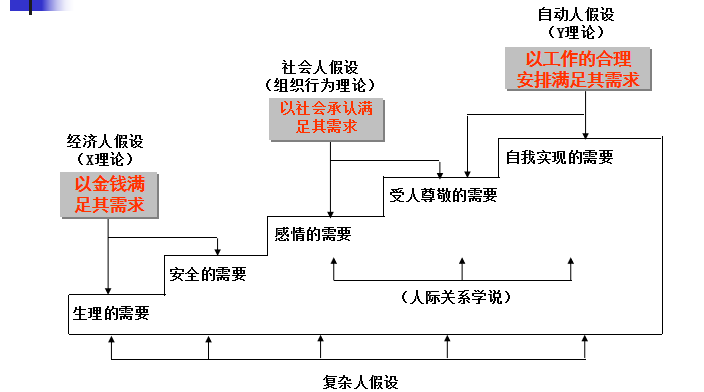 自动人假设
（Y理论）
以工作的合理
安排满足其需求
社会人假设
（组织行为理论）
以社会承认满
足其需求
经济人假设
（X理论）
以金钱满
足其需求
自我实现的需要
受人尊敬的需要
感情的需要
安全的需要
生理的需要
（人际关系学说）
复杂人假设